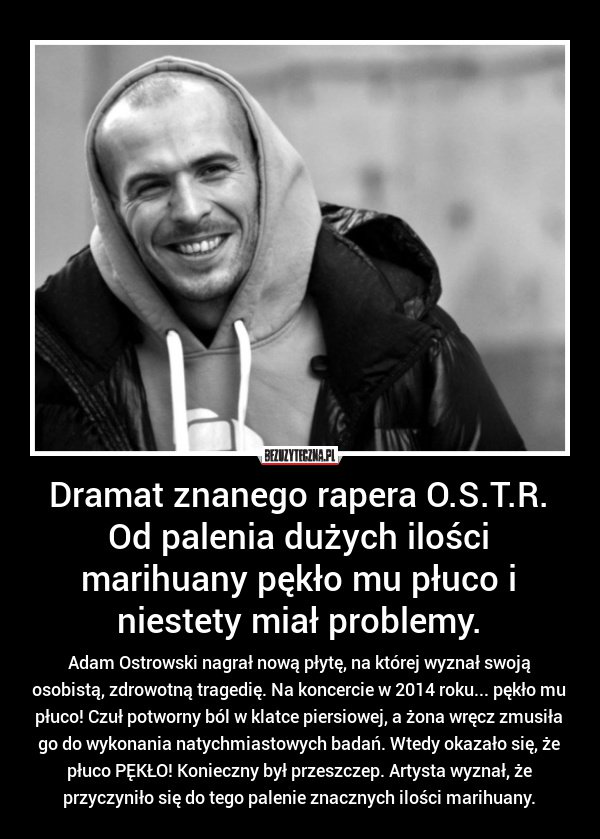 BEZUZYTECZNA.PL
Dramat znanego rapera O.S.T.R.
Od palenia dużych ilości
marihuany pękło mu płuco i
niestety miał problemy.
Adam Ostrowski nagrał nową płytę, na której wyznał swoją
osobistą, zdrowotną tragedię. Na koncercie w 2014 roku... pękło mu
płuco! Czuł potworny ból w klatce piersiowej, a żona wręcz zmusiła
go do wykonania natychmiastowych badań. Wtedy okazało się, że
płuco PĘKŁO! Konieczny był przeszczep. Artysta wyznał, że
przyczyniło się do tego palenie znacznych ilości marihuany.